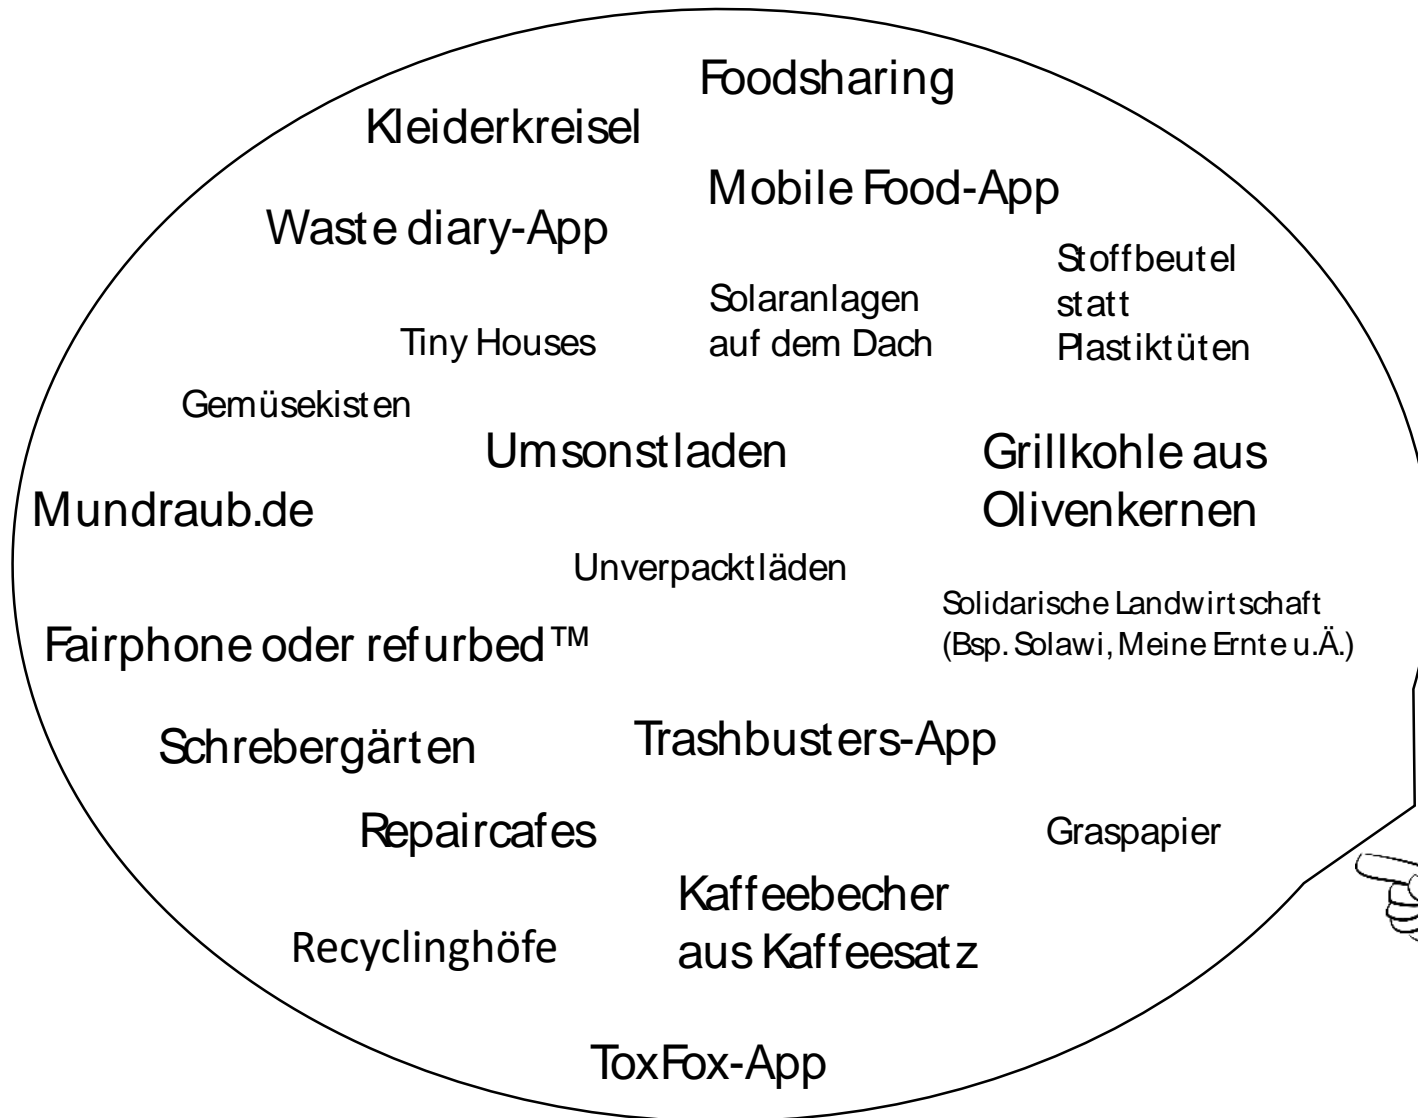 Foodsharing
Kleiderkreisel
Mobile Food-App
Waste diary-App
Stoffbeutel
statt
Plastiktüten
Solaranlagen
auf dem Dach
Tiny Houses
Gemüsekisten
Umsonstladen
Grillkohle aus
Olivenkernen
Mundraub.de
Unverpacktläden
Solidarische Landwirtschaft
(Bsp. Solawi, Meine Ernte u.Ä.)
Fairphone oder refurbed™
Schrebergärten
Trashbusters-App
Repaircafes
Graspapier
Kaffeebecher
aus Kaffeesatz
Recyclinghöfe
ToxFox-App